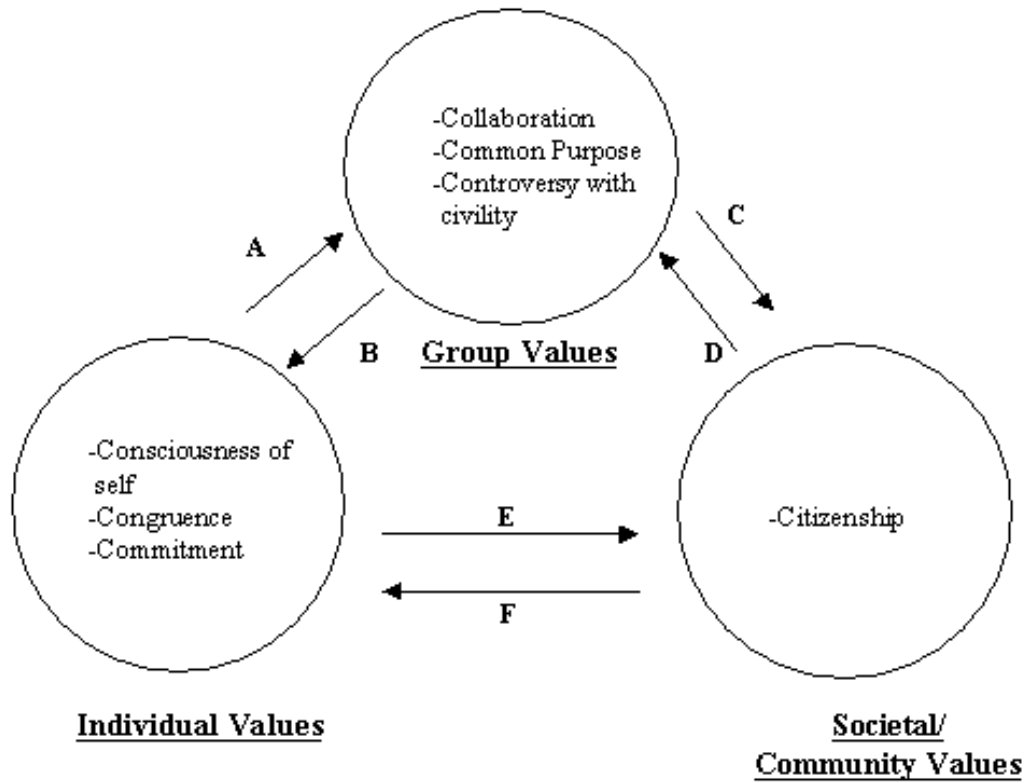 -Collaboration
-Common Purpose
-Controversy with
civility
A
C
B
Group Values
D
-Consciousness of
self
-Congruence
-Commitment
E
-Citizenship
F
Individual Values
Societal/
Community Values